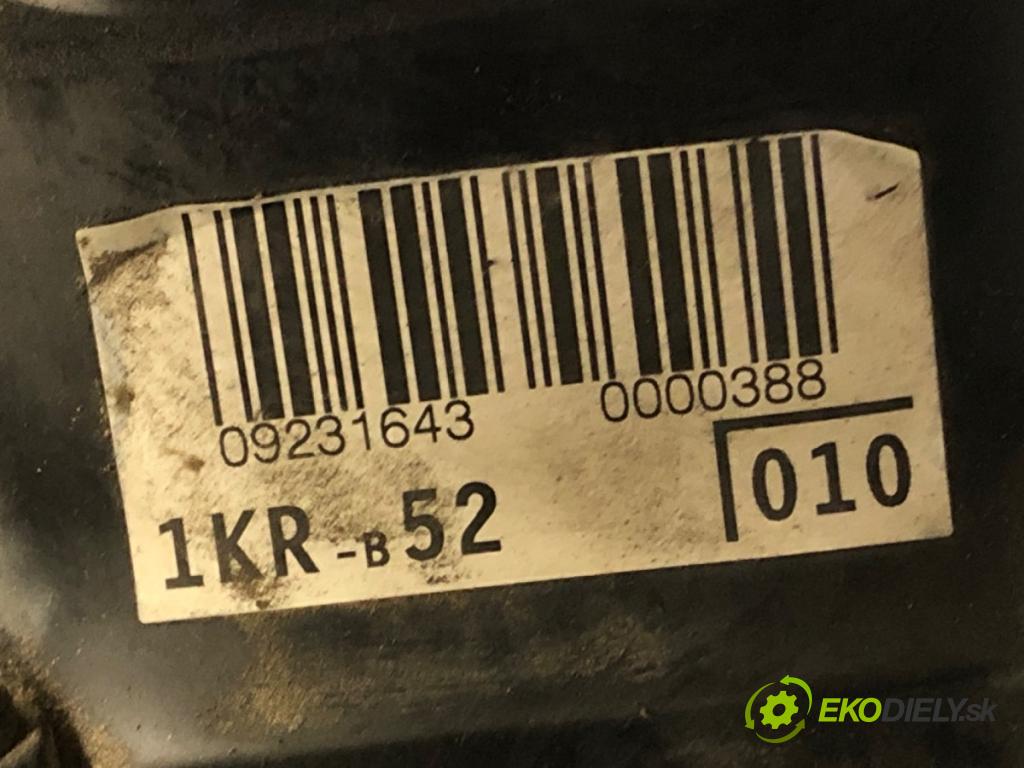 09231643 0000388
1KR-B52 010
EKODIELY.sk